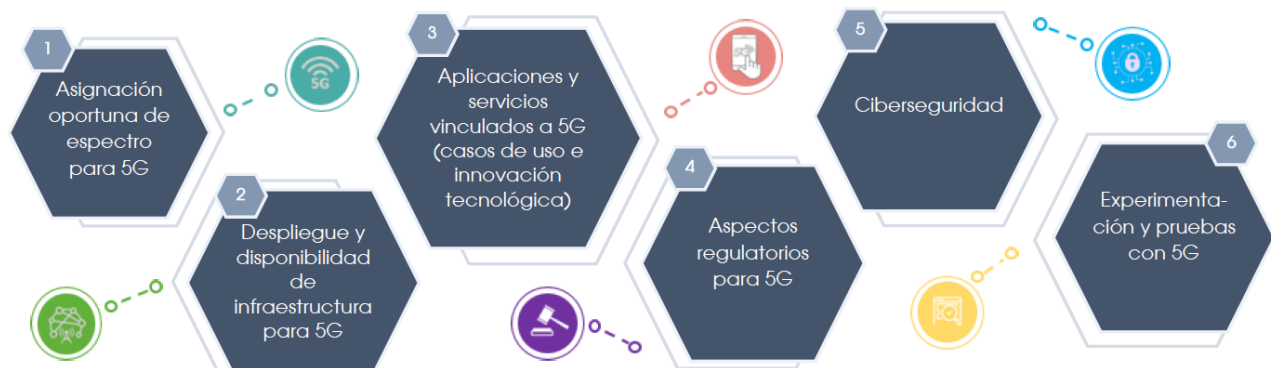 1
Asignación
oportuna de
espectro
para 5G
5G
2
Despliegue y
disponibilidad
de
infraestructura
para 5G
3
Aplicaciones y
servicios
vinculados a 5G
(casos de uso e
innovación
tecnológica)
5G
4
Aspectos
regulatorios
para 5G
5
Ciberseguridad
6
Experimenta-
ción y pruebas
con 5G